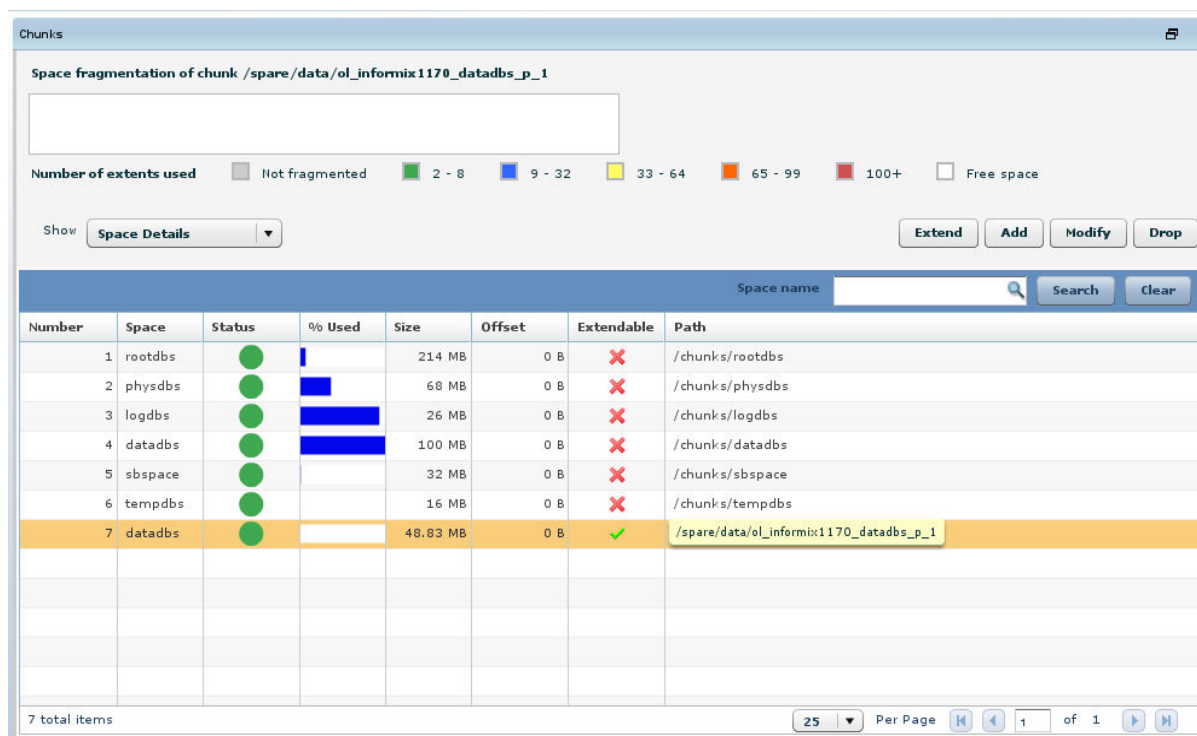 Chunks
Space fragmentation of chunk /spare/data/ol_informix1170_datadbs_p_1
Number of extents used Not fragmented 2 - 8 9 - 32 33 - 64 65 - 99 100+ Free space
Show Space Details Extend Add Modify Drop
Space name Search Clear
Number Space Status % Used Size Offset Extendable Path
1 rootdbs 214 MB 0 B /chunks/rootdbs
2 physdbs 68 MB 0 B /chunks/physdbs
3 logdbs 26 MB 0 B /chunks/logdbs
4 datadbs 100 MB 0 B /chunks/datadbs
5 sbspace 32 MB 0 B /chunks/sbspace
6 tempdbs 16 MB 0 B /chunks/tempdbs
7 datadbs 48.83 MB 0 B /spare/data/ol_informix1170_datadbs_p_1
7 total items 25 Per Page 1 of 1